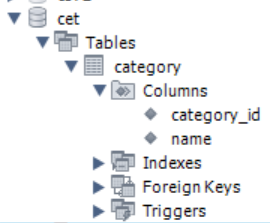 cet
Tables
category
Columns
category_id
name
Indexes
Foreign Keys
Triggers